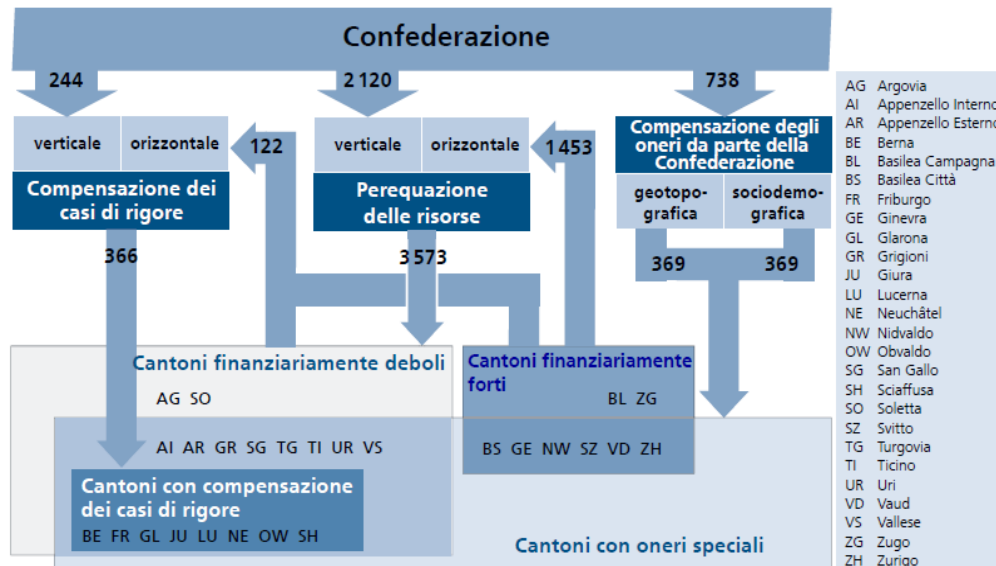 Confederazione
244
2 120
738
verticale
orizzontale
122
verticale
orizzontale
1 453
Compensazione degli
oneri da parte della
Confederazione
Compensazione dei
casi di rigore
Perequazione
delle risorse
geotopo-
grafica
sociodemo-
grafica
366
3 573
369
369
Cantoni finanziariamente deboli
AG SO
Cantoni finanziariamente
forti
BL ZG
AI AR GR SG TG TI UR VS
BS GE NW SZ VD ZH
Cantoni con compensazione
dei casi di rigore
BE FR GL JU LU NE OW SH
Cantoni con oneri speciali
AG Argovia
AI Appenzello Interno
AR Appenzello Esterno
BE Berna
BL Basilea Campagna
BS Basilea Città
FR Friburgo
GE Ginevra
GL Glarona
GR Grigioni
JU Giura
LU Lucerna
NE Neuchâtel
NW Nidvaldo
OW Obvaldo
SG San Gallo
SH Sciaffusa
SO Soletta
SZ Svitto
TG Turgovia
TI Ticino
UR Uri
VD Vaud
VS Vallese
ZG Zugo
ZH Zurigo